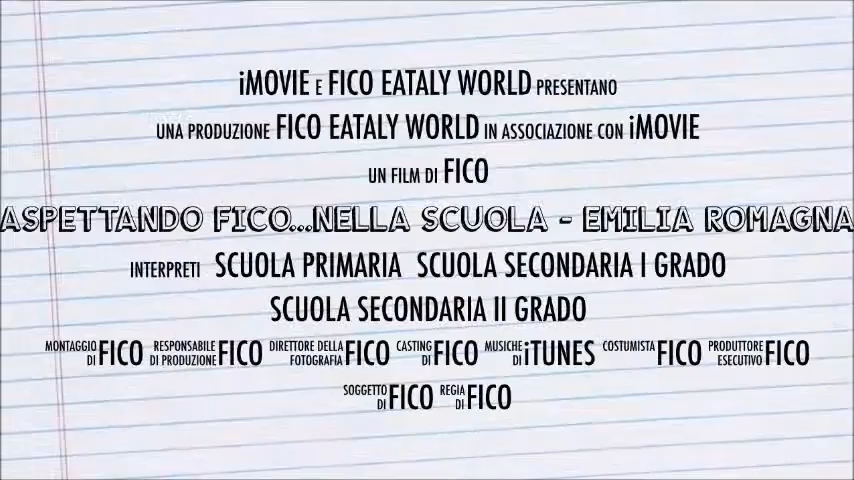 iMOVIE E FICO EATALY WORLD PRESENTANO
UNA PRODUZIONE FICO EATALY WORLD IN ASSOCIAZIONE CON iMOVIE
UN FILM DI FICO
ASPETTANDO FICO...NELLA SCUOLA - EMILIA ROMAGNA
INTERPRETI SCUOLA PRIMARIA SCUOLA SECONDARIA I GRADO
SCUOLA SECONDARIA II GRADO
MONTAGGIO DI FICO RESPONSABILE DI PRODUZIONE FICO DIRETTORE DELLA FOTOGRAFIA FICO CASTING DI FICO MUSICHE DI iTUNES COSTUMISTA FICO PRODUTTORE ESECUTIVO FICO
SOGGETTO DI FICO REGIA DI FICO